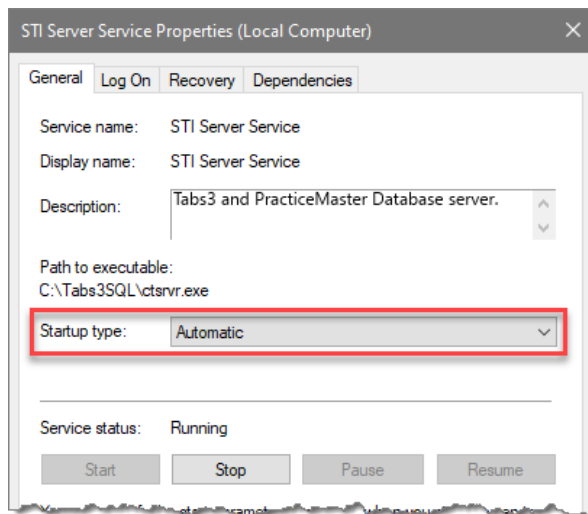 STI Server Service Properties (Local Computer)
General Log On Recovery Dependencies
Service name: STI Server Service
Display name: STI Server Service
Description: Tabs3 and PracticeMaster Database server.
Path to executable:
C:\Tabs3SQL\ctsrvr.exe
Startup type: Automatic
Service status: Running
Start Stop Pause Resume